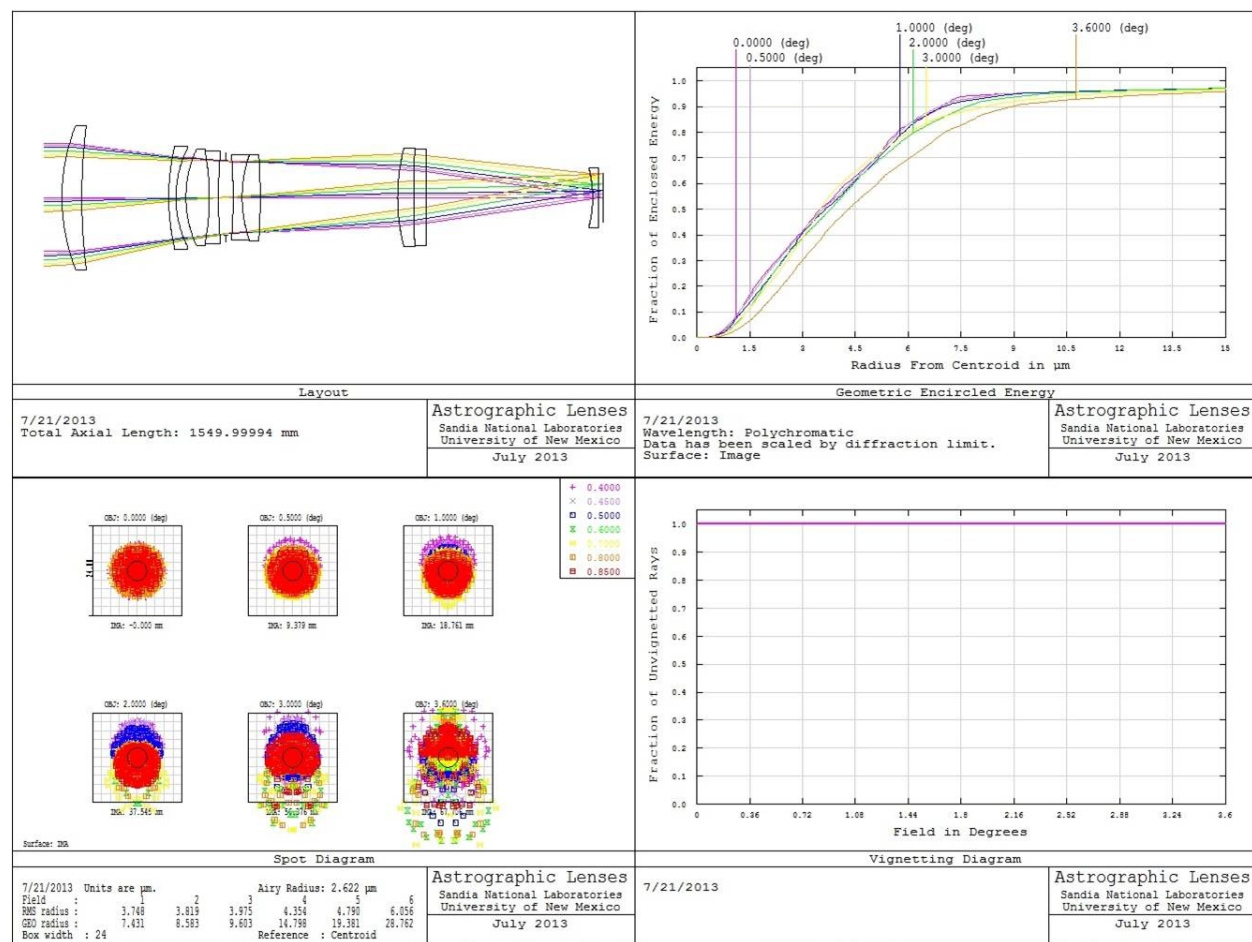 0.0000 (deg)
0.5000 (deg)
1.0000 (deg)
2.0000 (deg)
3.0000 (deg)
3.6000 (deg)
Fraction of Enclosed Energy
1.0
0.9
0.8
0.7
0.6
0.5
0.4
0.3
0.2
0.1
0.0
0 1.5 3 4.5 6 7.5 9 10.5 12 13.5 15
Radius From Centroid in µm
Layout
7/21/2013
Total Axial Length: 1549.99994 mm
Astrographic Lenses
Sandia National Laboratories
University of New Mexico
July 2013
Geometric Encircled Energy
7/21/2013
Wavelength: Polychromatic
Data has been scaled by diffraction limit.
Surface: Image
Astrographic Lenses
Sandia National Laboratories
University of New Mexico
July 2013
+ 0.4000
× 0.4500
0.5000
0.6000
0.7000
0.8000
0.8500
OBJ: 0.0000 (deg)
OBJ: 0.5000 (deg)
OBJ: 1.0000 (deg)
24.00
IMA: -0.000 mm
IMA: 9.379 mm
IMA: 18.761 mm
OBJ: 2.0000 (deg)
OBJ: 3.0000 (deg)
OBJ: 3.6000 (deg)
IMA: 37.545 mm
Surface: IMA
Spot Diagram
7/21/2013 Units are µm. Airy Radius: 2.622 µm
Field : 1 2 3 4 5 6
RMS radius : 3.748 3.819 3.975 4.354 4.790 6.056
GEO radius : 7.431 8.583 9.603 14.798 19.381 28.762
Box width : 24 Reference : Centroid
Astrographic Lenses
Sandia National Laboratories
University of New Mexico
July 2013
Fraction of Unvignetted Rays
1.0
0.9
0.8
0.7
0.6
0.5
0.4
0.3
0.2
0.1
0.0
0 0.36 0.72 1.08 1.44 1.8 2.16 2.52 2.88 3.24 3.6
Field in Degrees
Vignetting Diagram
7/21/2013
Astrographic Lenses
Sandia National Laboratories
University of New Mexico
July 2013